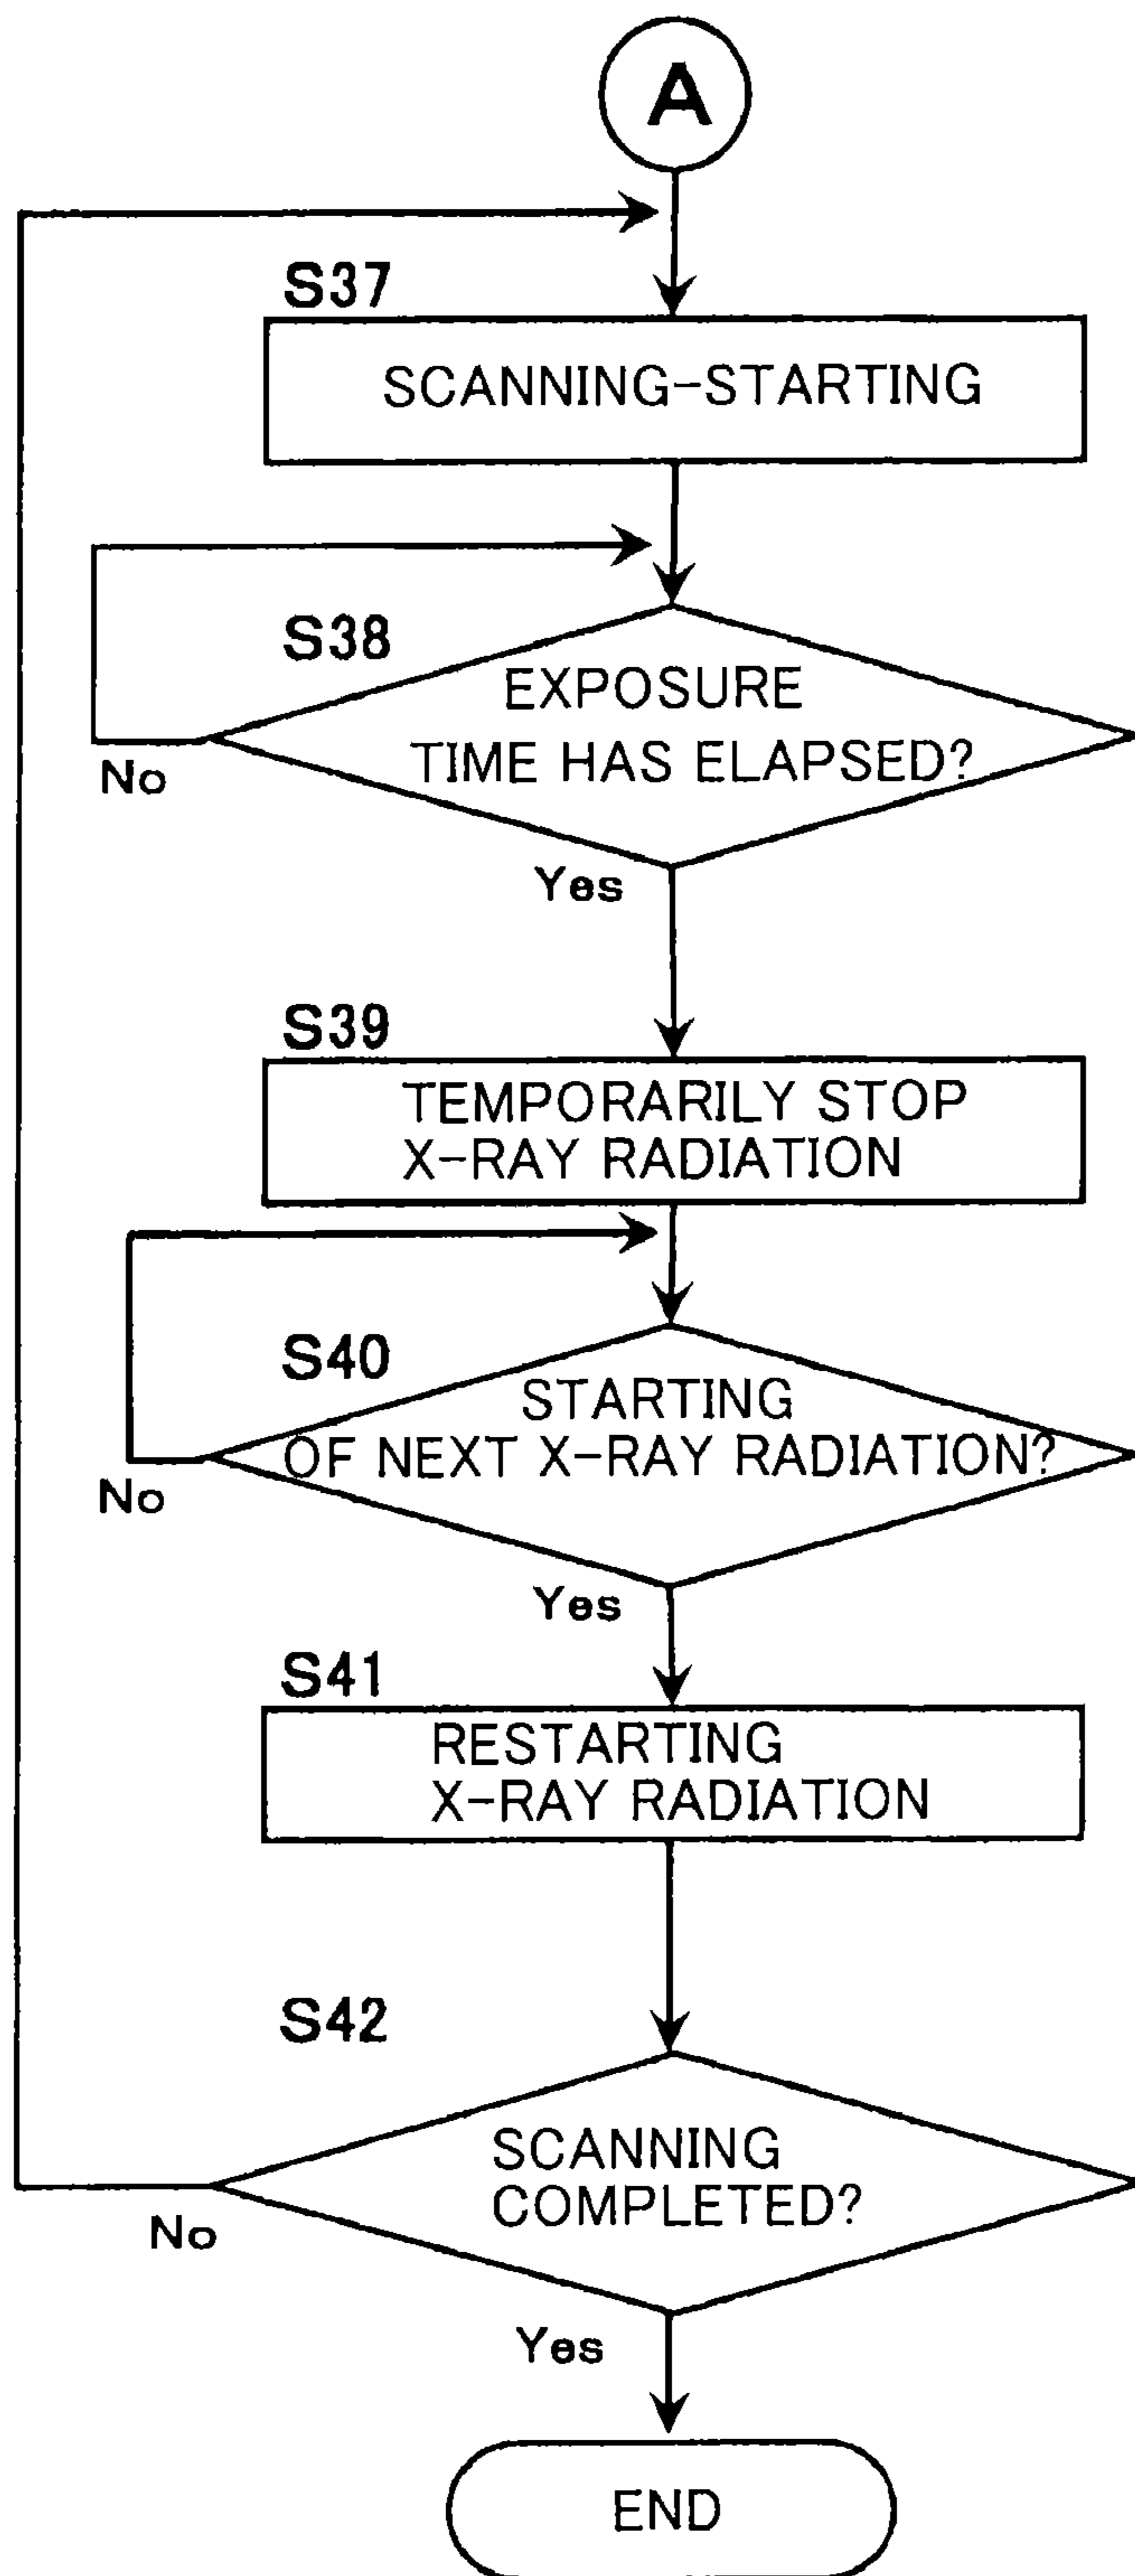 A
S37
SCANNING-STARTING
S38
EXPOSURE
TIME HAS ELAPSED?
No
Yes
S39
TEMPORARILY STOP
X-RAY RADIATION
S40
STARTING
OF NEXT X-RAY RADIATION?
No
Yes
S41
RESTARTING
X-RAY RADIATION
S42
SCANNING
COMPLETED?
No
Yes
END